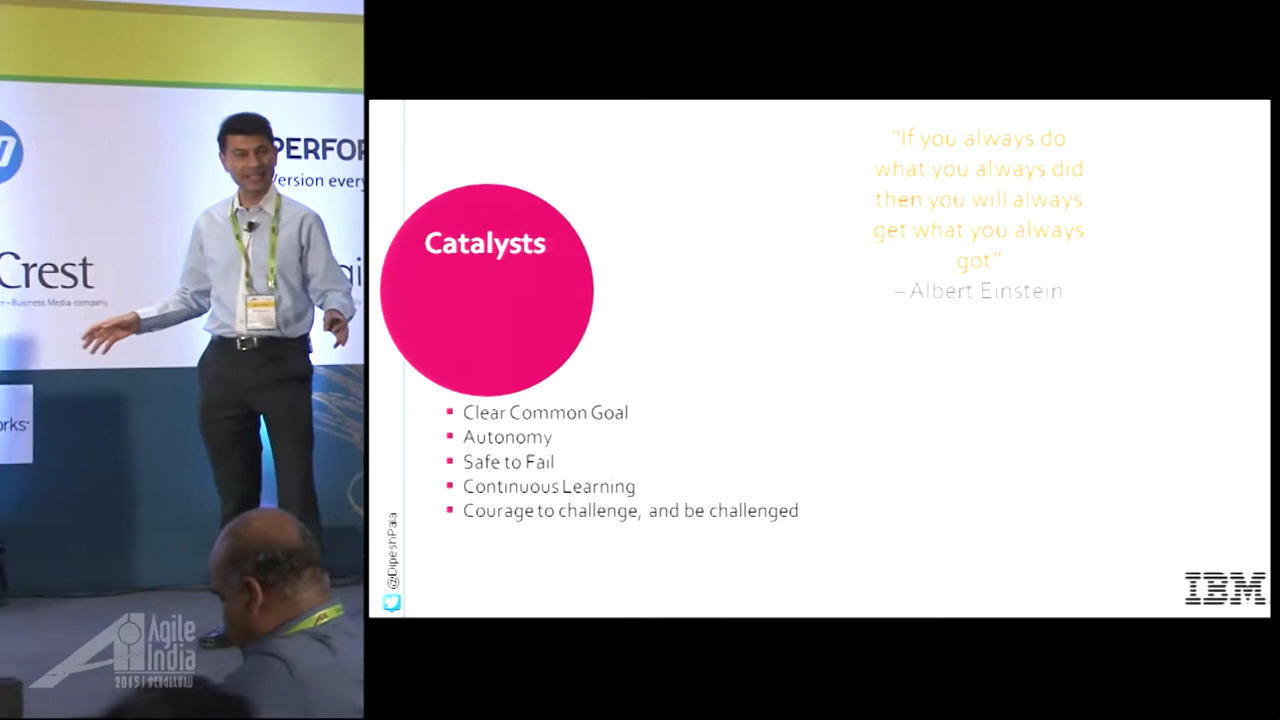 PERFOR
Version every
Crest
Business Media company
orks
Catalysts
"If you always do
what you always did
then you will always
get what you always
got"
– Albert Einstein
Clear Common Goal
Autonomy
Safe to Fail
Continuous Learning
Courage to challenge, and be challenged
@DipeshPala
IBM
Agile
India
2015 | BENGALURU